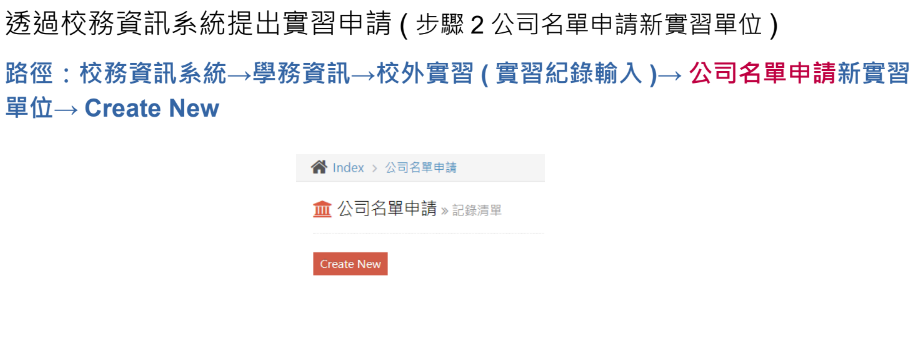 透過校務資訊系統提出實習申請 ( 步驟 2 公司名單申請新實習單位 )
路徑：校務資訊系統→學務資訊→校外實習 ( 實習紀錄輸入 )→ 公司名單申請新實習
單位→ Create New
Index > 公司名單申請
公司名單申請 » 記錄清單
Create New